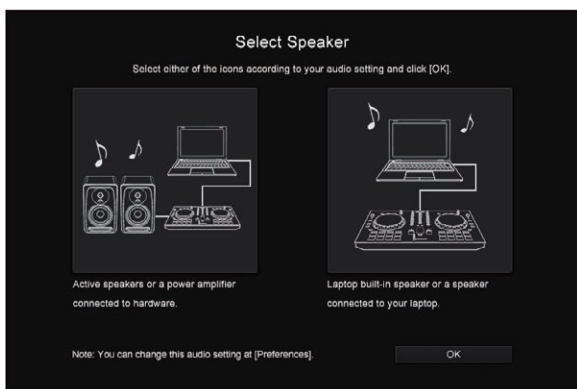 Select Speaker
Select either of the icons according to your audio setting and click [OK].
Active speakers or a power amplifier
connected to hardware.
Laptop built-in speaker or a speaker
connected to your laptop.
Note: You can change this audio setting at [Preferences].
OK